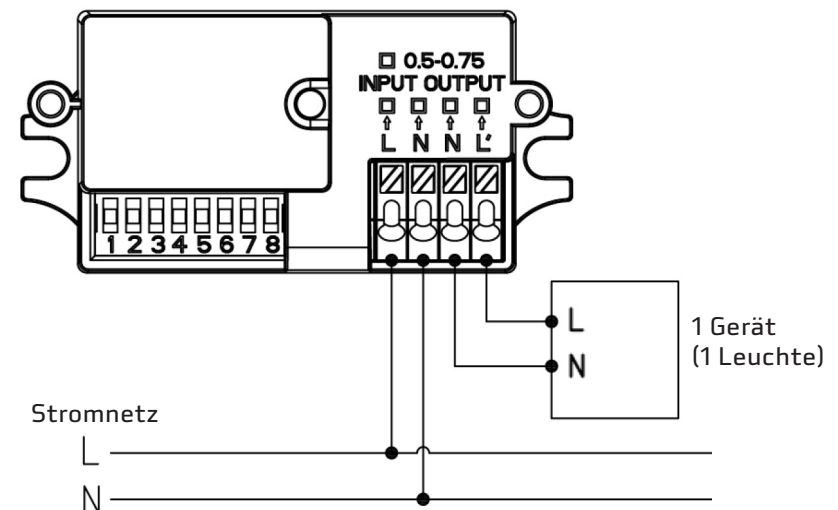 0.5-0.75
INPUT OUTPUT
L N N L'
1 2 3 4 5 6 7 8
L
N
1 Gerät
(1 Leuchte)
Stromnetz
L
N